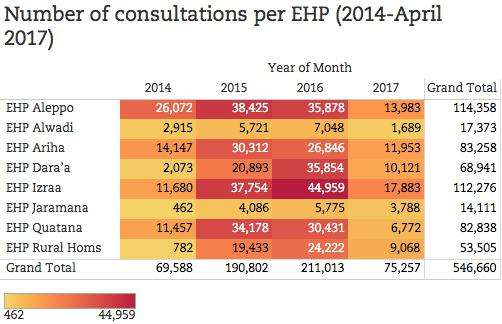 Number of consultations per EHP (2014-April
2017)
Year of Month
2014 2015 2016 2017 Grand Total
EHP Aleppo 26,072 38,425 35,878 13,983 114,358
EHP Alwadi 2,915 5,721 7,048 1,689 17,373
EHP Ariha 14,147 30,312 26,846 11,953 83,258
EHP Dara'a 2,073 20,893 35,854 10,121 68,941
EHP Izraa 11,680 37,754 44,959 17,883 112,276
EHP Jaramana 462 4,086 5,775 3,788 14,111
EHP Quatana 11,457 34,178 30,431 6,772 82,838
EHP Rural Homs 782 19,433 24,222 9,068 53,505
Grand Total 69,588 190,802 211,013 75,257 546,660
462 44,959